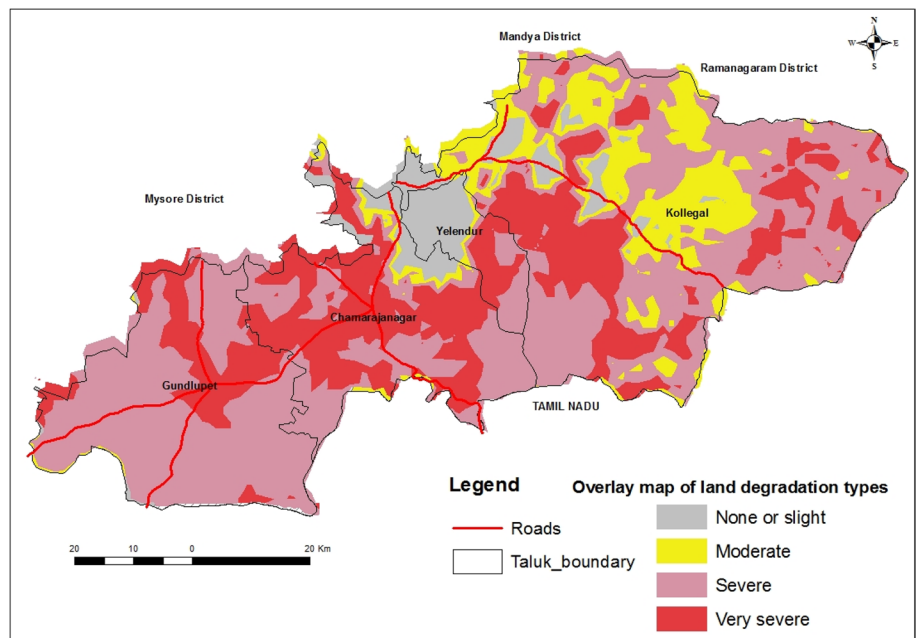 Mandya District
N
W E
S
Ramanagaram District
Mysore District
Kollegal
Yelendur
Chamarajanagar
Gundlupet
TAMIL NADU
Legend
Roads
Taluk_boundary
Overlay map of land degradation types
None or slight
Moderate
Severe
Very severe
20 10 0 20 Km